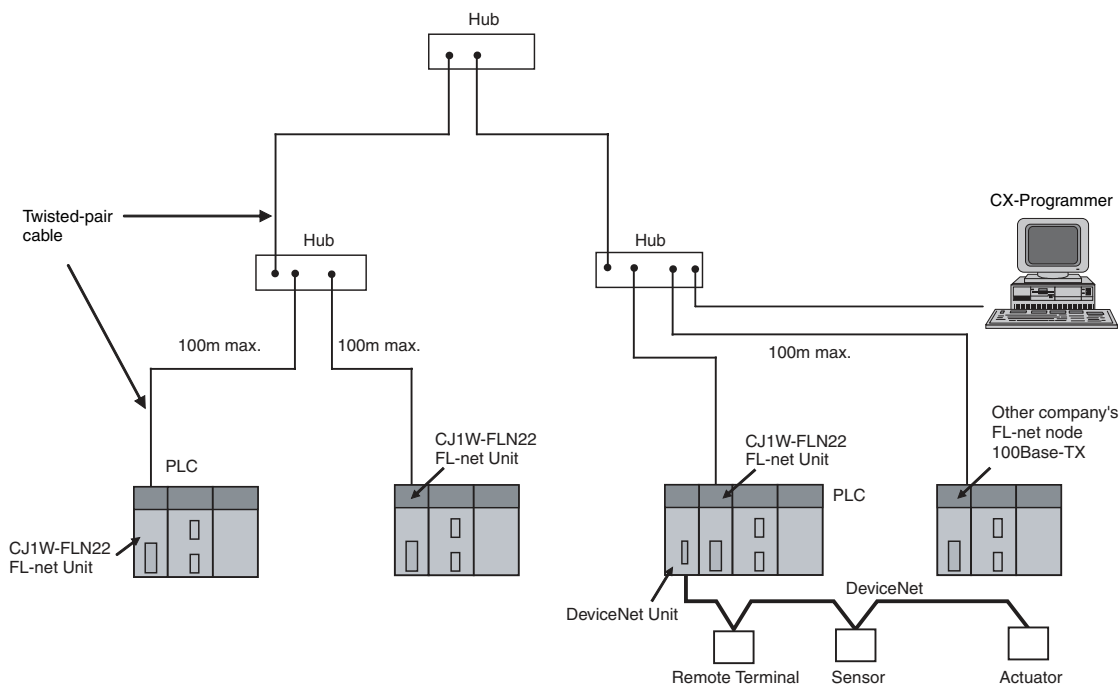 Hub
CX-Programmer
Twisted-pair
cable
Hub
Hub
100m max.
100m max.
100m max.
Other company's
FL-net node
100Base-TX
CJ1W-FLN22
FL-net Unit
CJ1W-FLN22
FL-net Unit
PLC
PLC
CJ1W-FLN22
FL-net Unit
DeviceNet
DeviceNet Unit
Remote Terminal
Sensor
Actuator